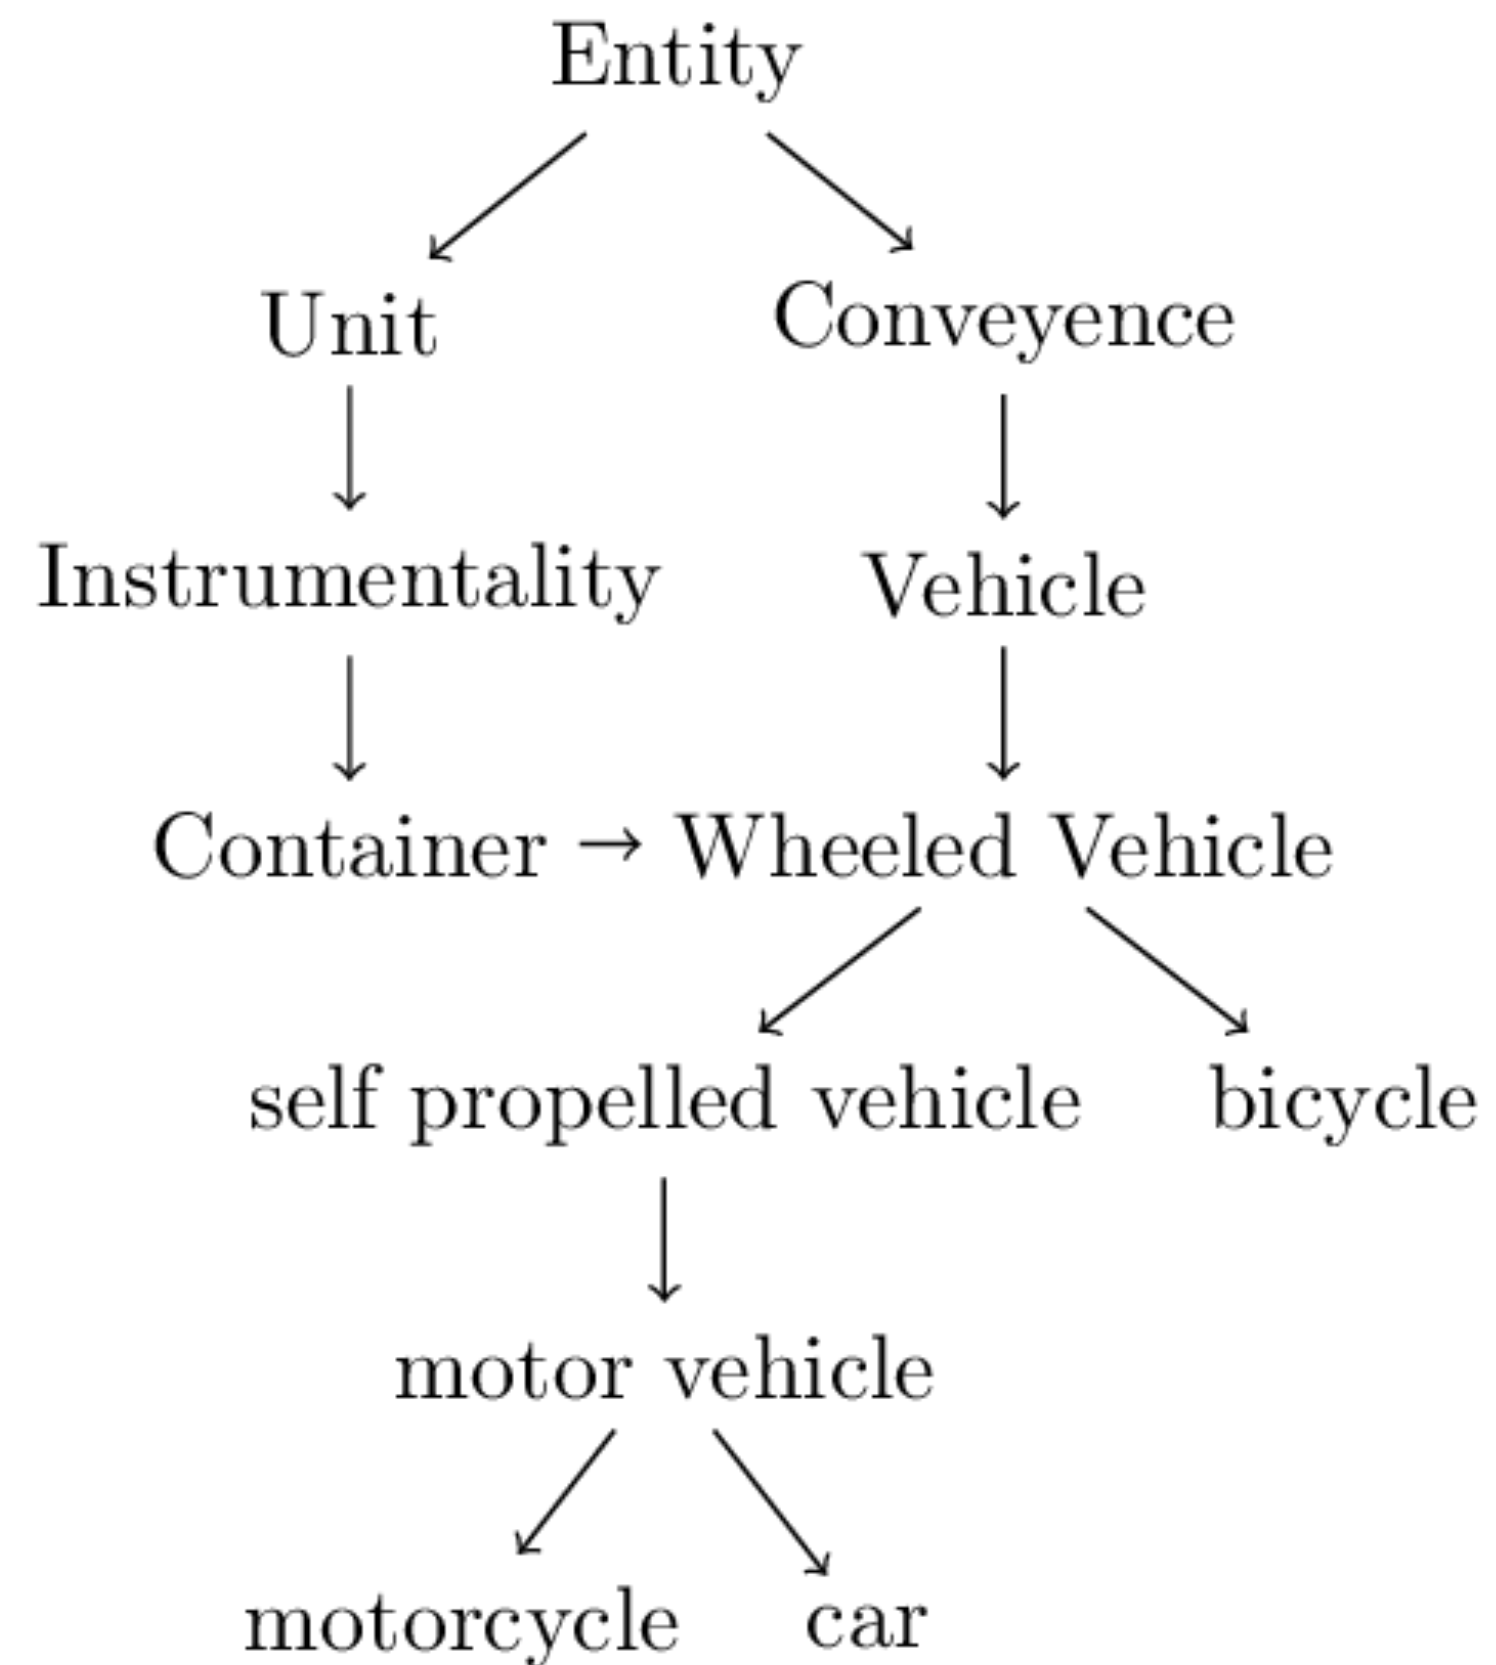 Entity
Unit
Conveyence
Instrumentality
Vehicle
Container → Wheeled Vehicle
self propelled vehicle
bicycle
motor vehicle
motorcycle
car